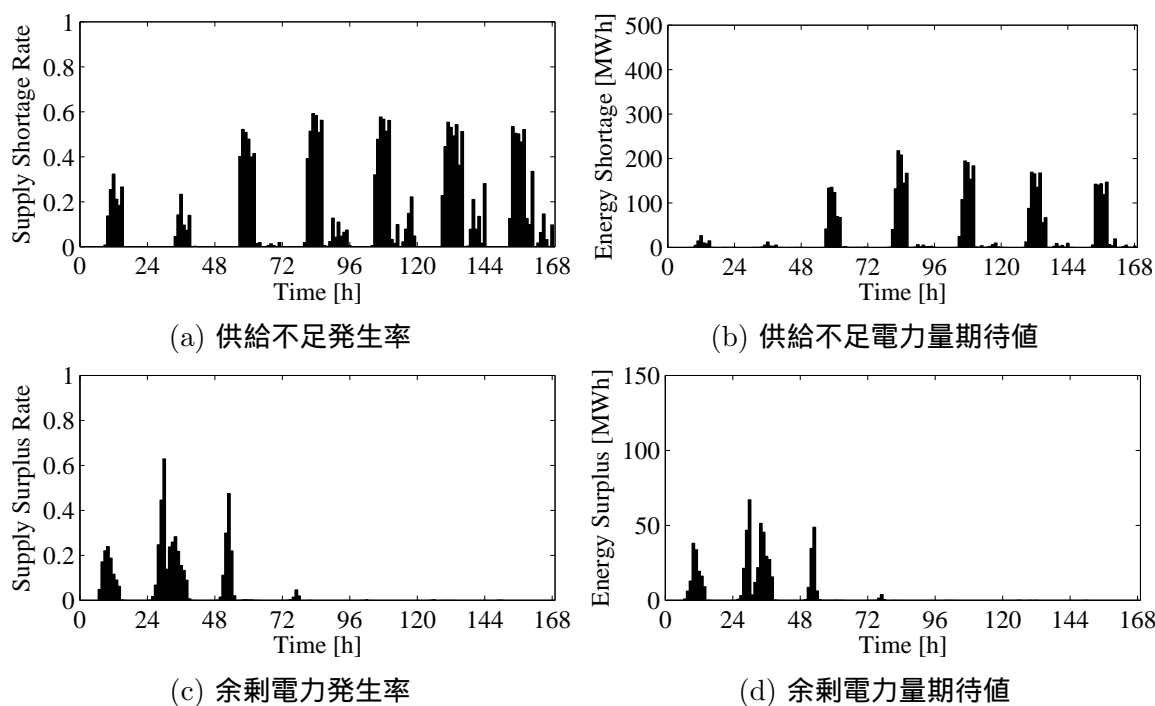 Supply Shortage Rate
1
0.8
0.6
0.4
0.2
0
0 24 48 72 96 120 144 168
Time [h]
(a) 供給不足発生率
Energy Shortage [MWh]
500
400
300
200
100
0
0 24 48 72 96 120 144 168
Time [h]
(b) 供給不足電力量期待値
Supply Surplus Rate
1
0.8
0.6
0.4
0.2
0
0 24 48 72 96 120 144 168
Time [h]
(c) 余剰電力発生率
Energy Surplus [MWh]
150
100
50
0
0 24 48 72 96 120 144 168
Time [h]
(d) 余剰電力量期待値